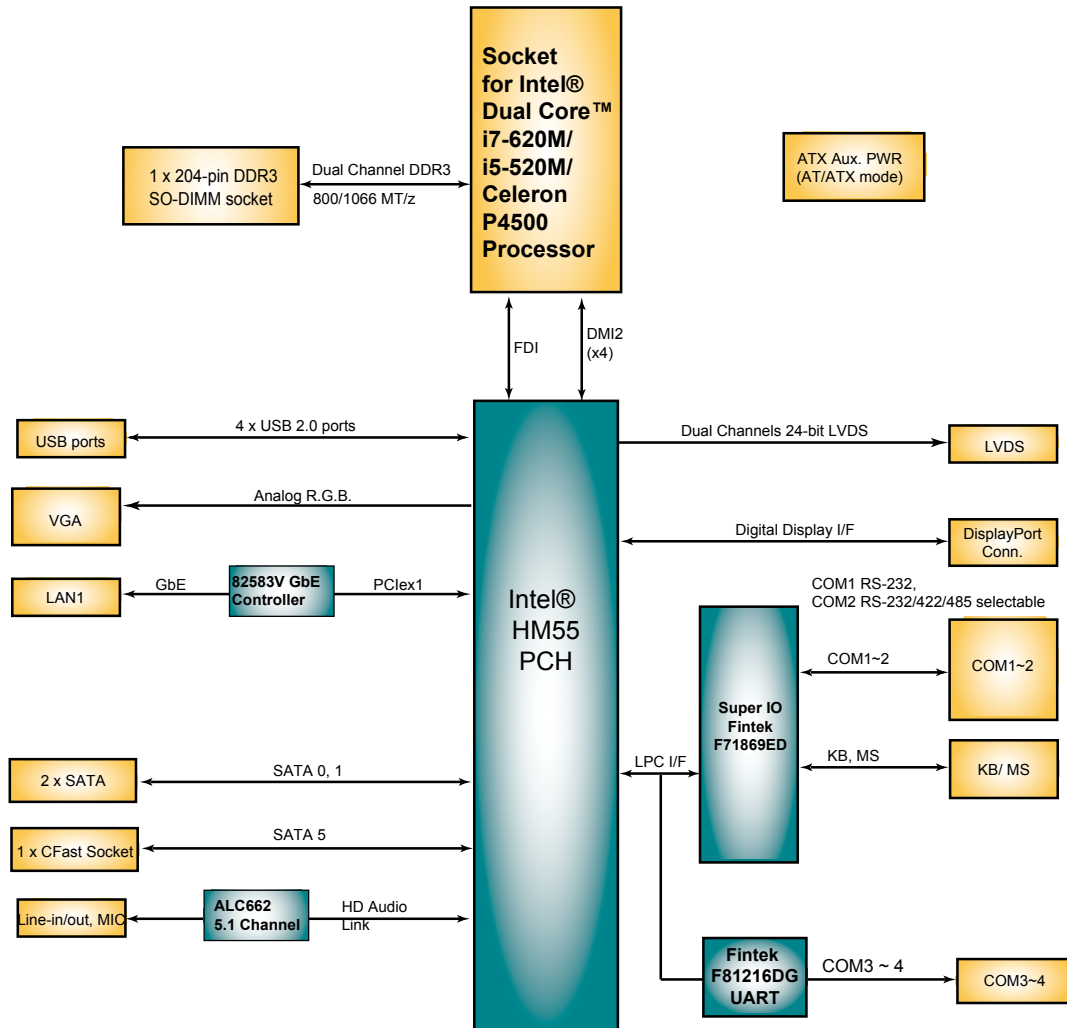 Socket
for Intel®
Dual Core™
i7-620M/
i5-520M/
Celeron
P4500
Processor
ATX Aux. PWR
(AT/ATX mode)
1 x 204-pin DDR3
SO-DIMM socket
Dual Channel DDR3
800/1066 MT/z
FDI
DMI2
(x4)
USB ports
4 x USB 2.0 ports
Dual Channels 24-bit LVDS
LVDS
VGA
Analog R.G.B.
Digital Display I/F
DisplayPort
Conn.
LAN1
GbE
82583V GbE
Controller
PCIex1
Intel®
HM55
PCH
COM1 RS-232,
COM2 RS-232/422/485 selectable
COM1~2
COM1~2
Super IO
Fintek
F71869ED
LPC I/F
KB, MS
KB/ MS
2 x SATA
SATA 0, 1
1 x CFast Socket
SATA 5
Line-in/out, MIC
ALC662
5.1 Channel
HD Audio
Link
Fintek
F81216DG
UART
COM3 ~ 4
COM3~4